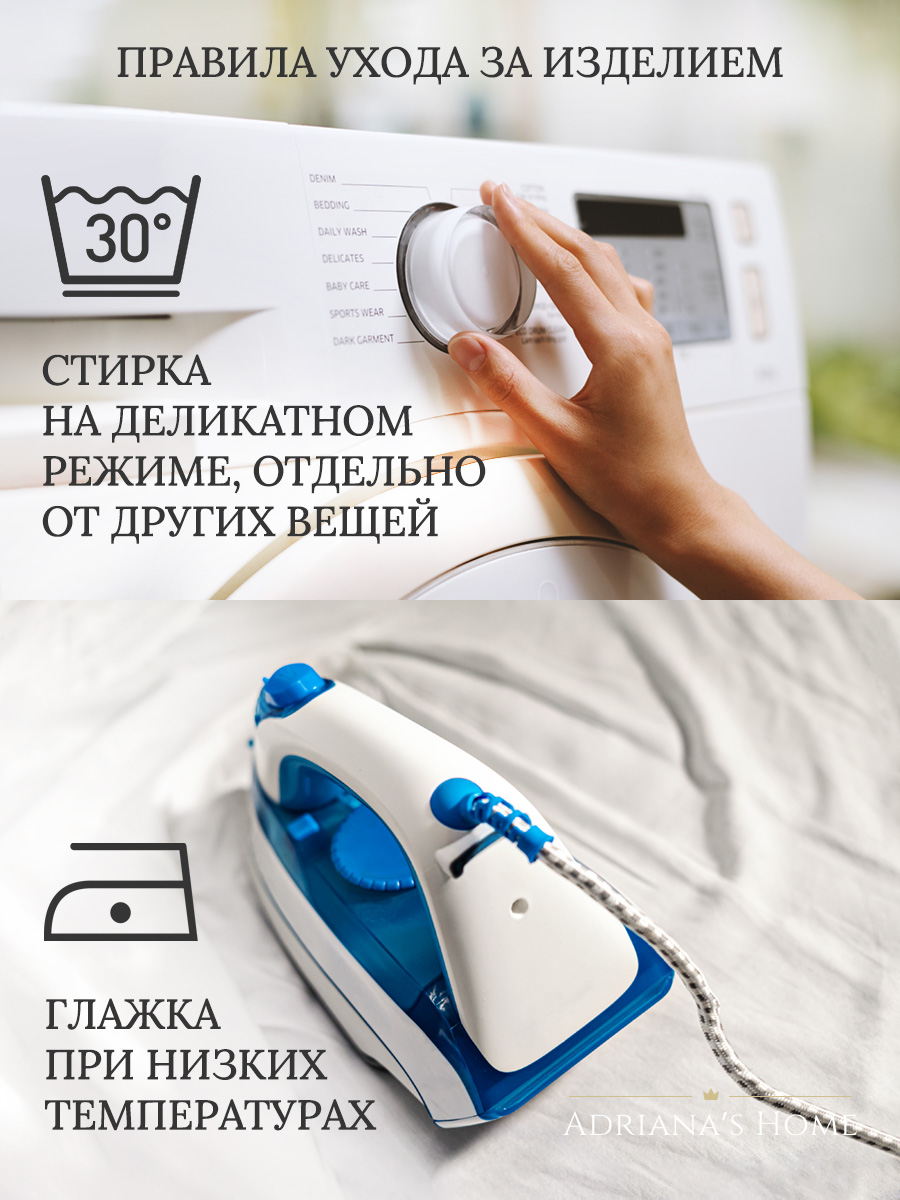 ПРАВИЛА УХОДА ЗА ИЗДЕЛИЕМ
DENIM
BEDDING
DAILY WASH
DELICATES
BABY CARE
SPORTS WEAR
DARK GARMENT
30°
СТИРКА
НА ДЕЛИКАТНОМ
РЕЖИМЕ, ОТДЕЛЬНО
ОТ ДРУГИХ ВЕЩЕЙ
ГЛАЖКА
ПРИ НИЗКИХ
ТЕМПЕРАТУРАХ
ADRIANA'S HOME